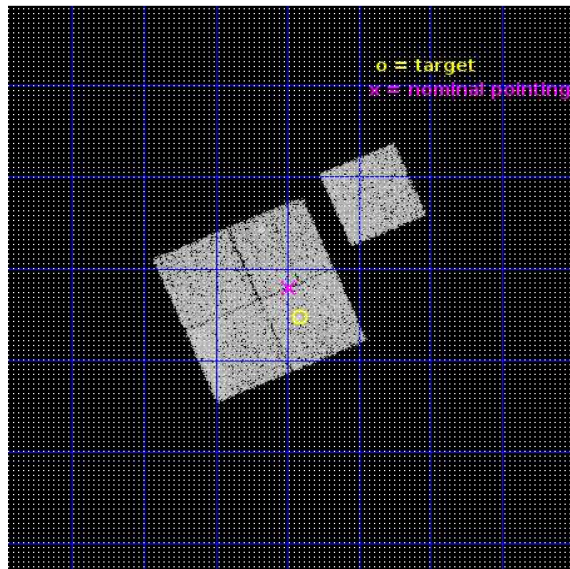 o = target
x = nominal pointing